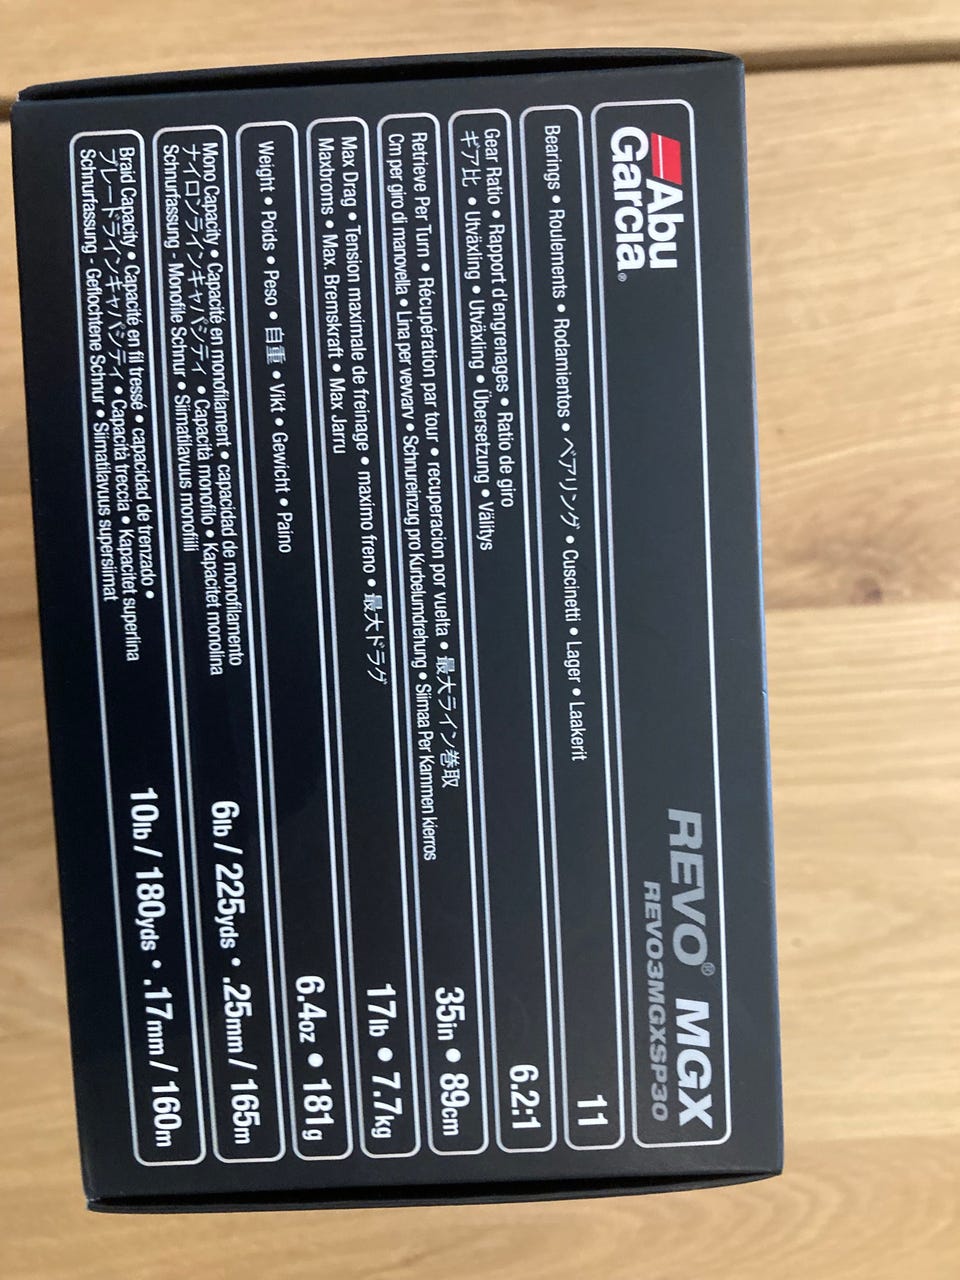 Abu
Garcia®
REVO® MGX
REVO3MGXSP30
Bearings • Roulements • Rodamientos • ベアリング • Cuscinetti • Lager • Laakerit
11
Gear Ratio • Rapport d'engrenages • Ratio de giro
ギア比 • Utväxling • Utväxling • Übersetzung • Välitys
6.2:1
Retrieve Per Turn • Récupération par tour • recuperacion por vuelta • 最大ライン巻取
Cm per giro di manovella • Lina per vevvarv • Schnureinzug pro Kurbelumdrehung • Siimaa Per Kammen kierros
35in • 89cm
Max Drag • Tension maximale de freinage • maximo freno • 最大ドラグ
Maxbroms • Max. Bremskraft • Max Jarru
17lb • 7.7kg
Weight • Poids • Peso • 自重 • Vikt • Gewicht • Paino
6.4oz • 181g
Mono Capacity • Capacité en monofilament • capacidad de monofilamento
ナイロンラインキャパシティ • Capacità monofilo • Kapacitet monolina
Schnurfassung - Monofile Schnur • Siimatilavuus monofiili
6lb / 225yds • .25mm / 165m
Braid Capacity • Capacité en fil tressé • capacidad de trenzado •
ブレードラインキャパシティ • Capacità treccia • Kapacitet superlina
Schnurfassung - Geflochtene Schnur • Siimatilavuus supersiimat
10lb / 180yds • .17mm / 160m